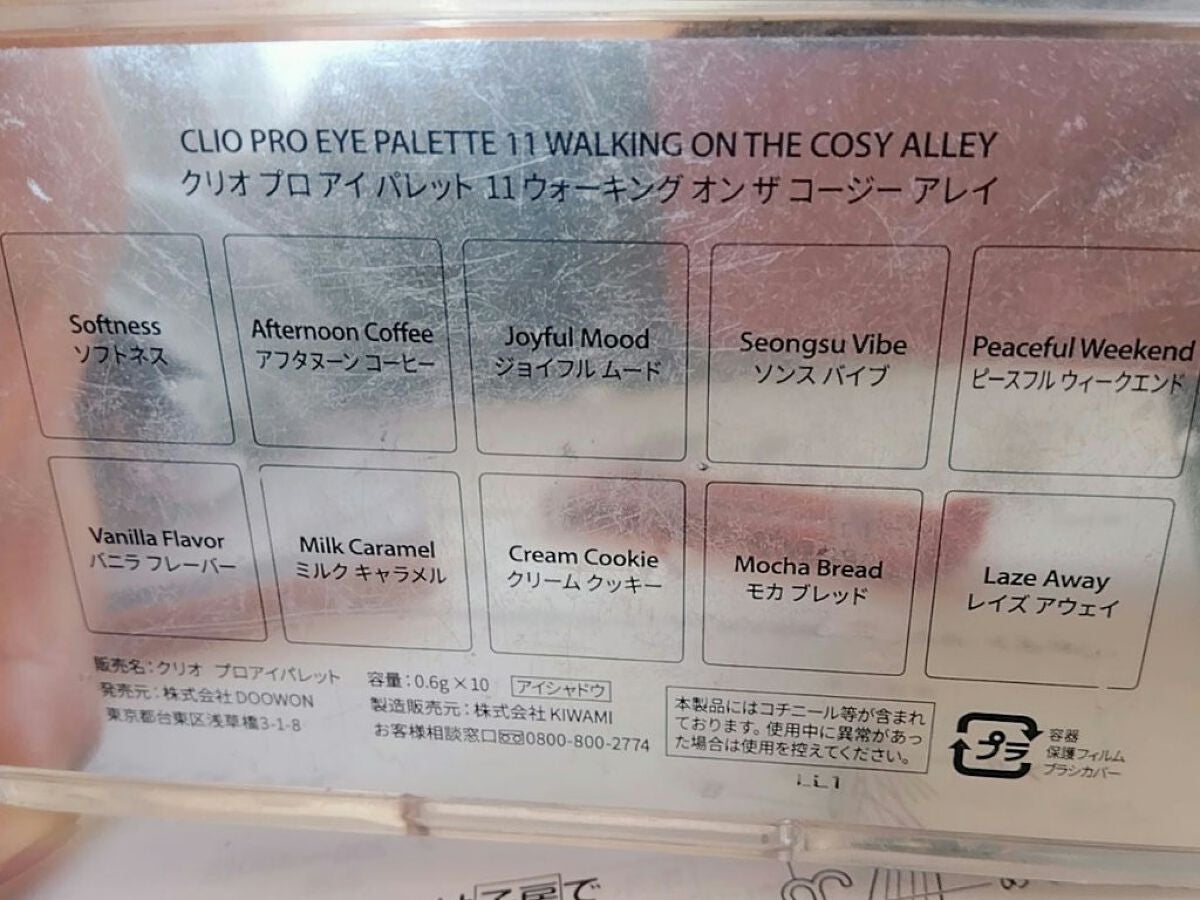 CLIO PRO EYE PALETTE 11 WALKING ON THE COSY ALLEY
クリオ プロ アイ パレット 11 ウォーキング オン ザ コージー アレイ
Softness
ソフトネス
Afternoon Coffee
アフタヌーン コーヒー
Joyful Mood
ジョイフル ムード
Seongsu Vibe
ソンス バイブ
Peaceful Weekend
ピースフル ウィークエンド
Vanilla Flavor
バニラ フレーバー
Milk Caramel
ミルク キャラメル
Cream Cookie
クリーム クッキー
Mocha Bread
モカ ブレッド
Laze Away
レイズ アウェイ
販売名:クリオ プロアイパレット
発売元:株式会社DOOWON
東京都台東区浅草橋3-1-8
容量:0.6g×10 アイシャドウ
製造販売元:株式会社KIWAMI
お客様相談窓口 0800-800-2774
本製品にはコチニール等が含まれ
ております。使用中に異常があっ
た場合は使用を控えてください。
プラ
容器
保護フィルム
ブラシカバー